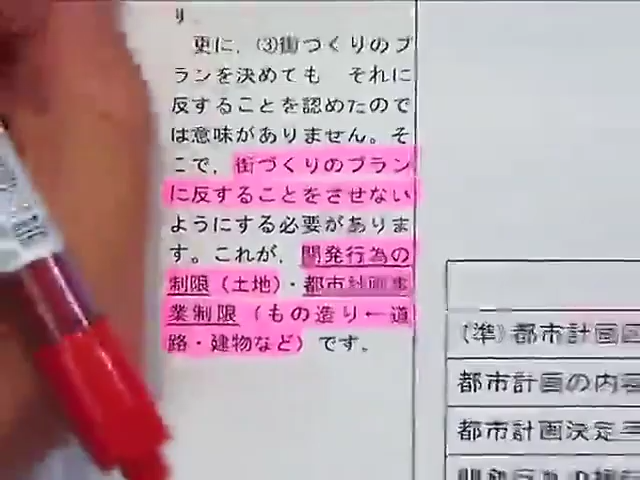 り
更に，(3)街づくりのプ
ランを決めても それに
反することを認めたので
は意味がありません。そ
こで，街づくりのプラン
に反することをさせない
ようにする必要がありま
す。これが，開発行為の
制限（土地）・都市計画事
業制限（もの造り←道
路・建物など）です。
(準)都市計画区
都市計画の内容
都市計画決定手